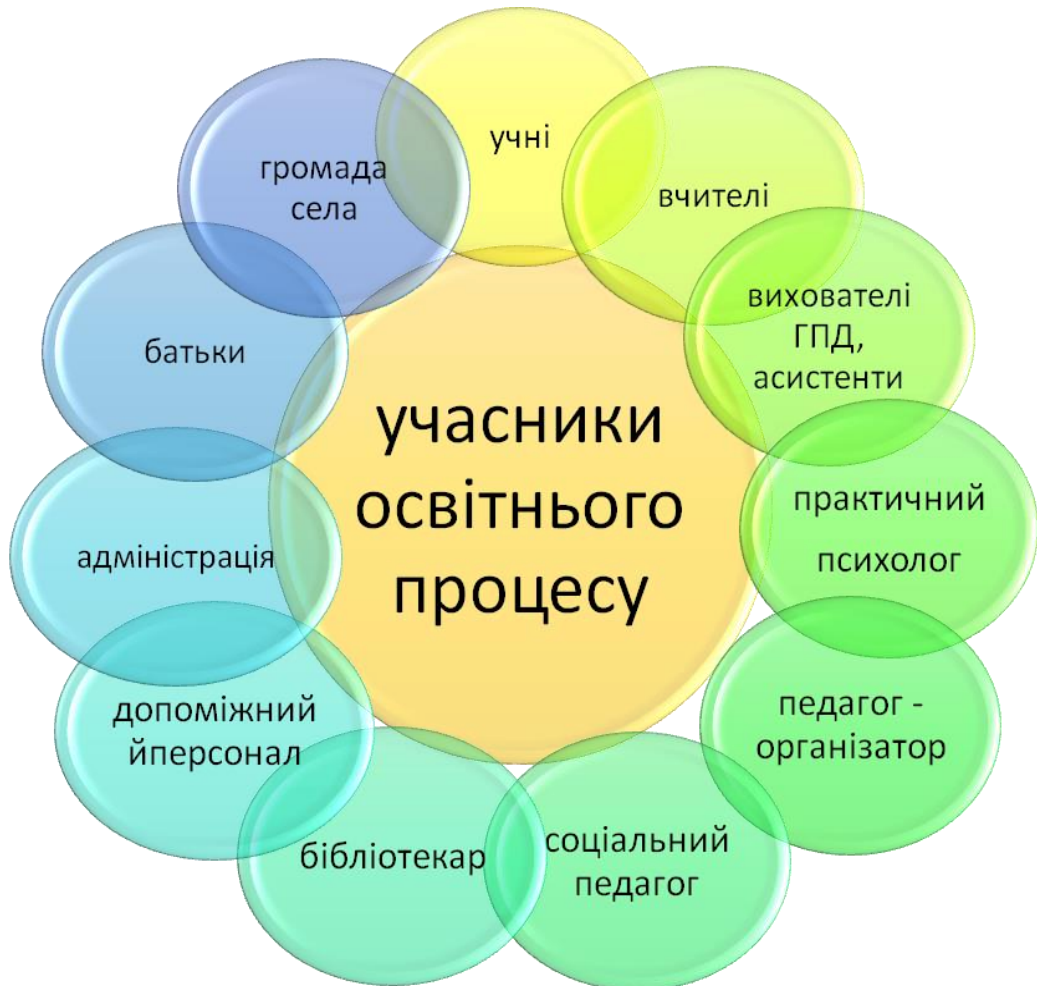 учні
вчителі
вихователі
ГПД,
асистенти
практичний
психолог
педагог -
організатор
соціальний
педагог
бібліотекар
допоміжний
йперсонал
адміністрація
батьки
громада
села
учасники
освітнього
процесу